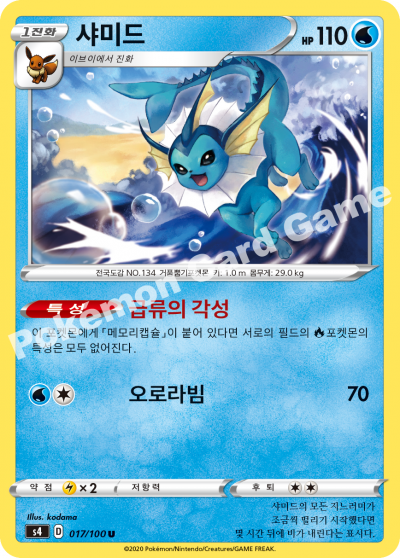 1진화
샤미드
HP 110
이브이에서 진화
전국도감 NO.134 거품뿜기포켓몬 키: 1.0 m 몸무게: 29.0 kg
특성
급류의 각성
이 포켓몬에게 「메모리캡슐」이 붙어 있다면 서로의 필드의 포켓몬의
특성은 모두 없어진다.
오로라빔 70
약점 ×2 저항력 후퇴
Illus. kodama
s4 D 017/100 U
샤미드의 모든 지느러미가
조금씩 떨리기 시작했다면
몇 시간 뒤에 비가 내린다는 표시다.
©2020 Pokémon/Nintendo/Creatures/GAME FREAK.
Pokémon Card Game